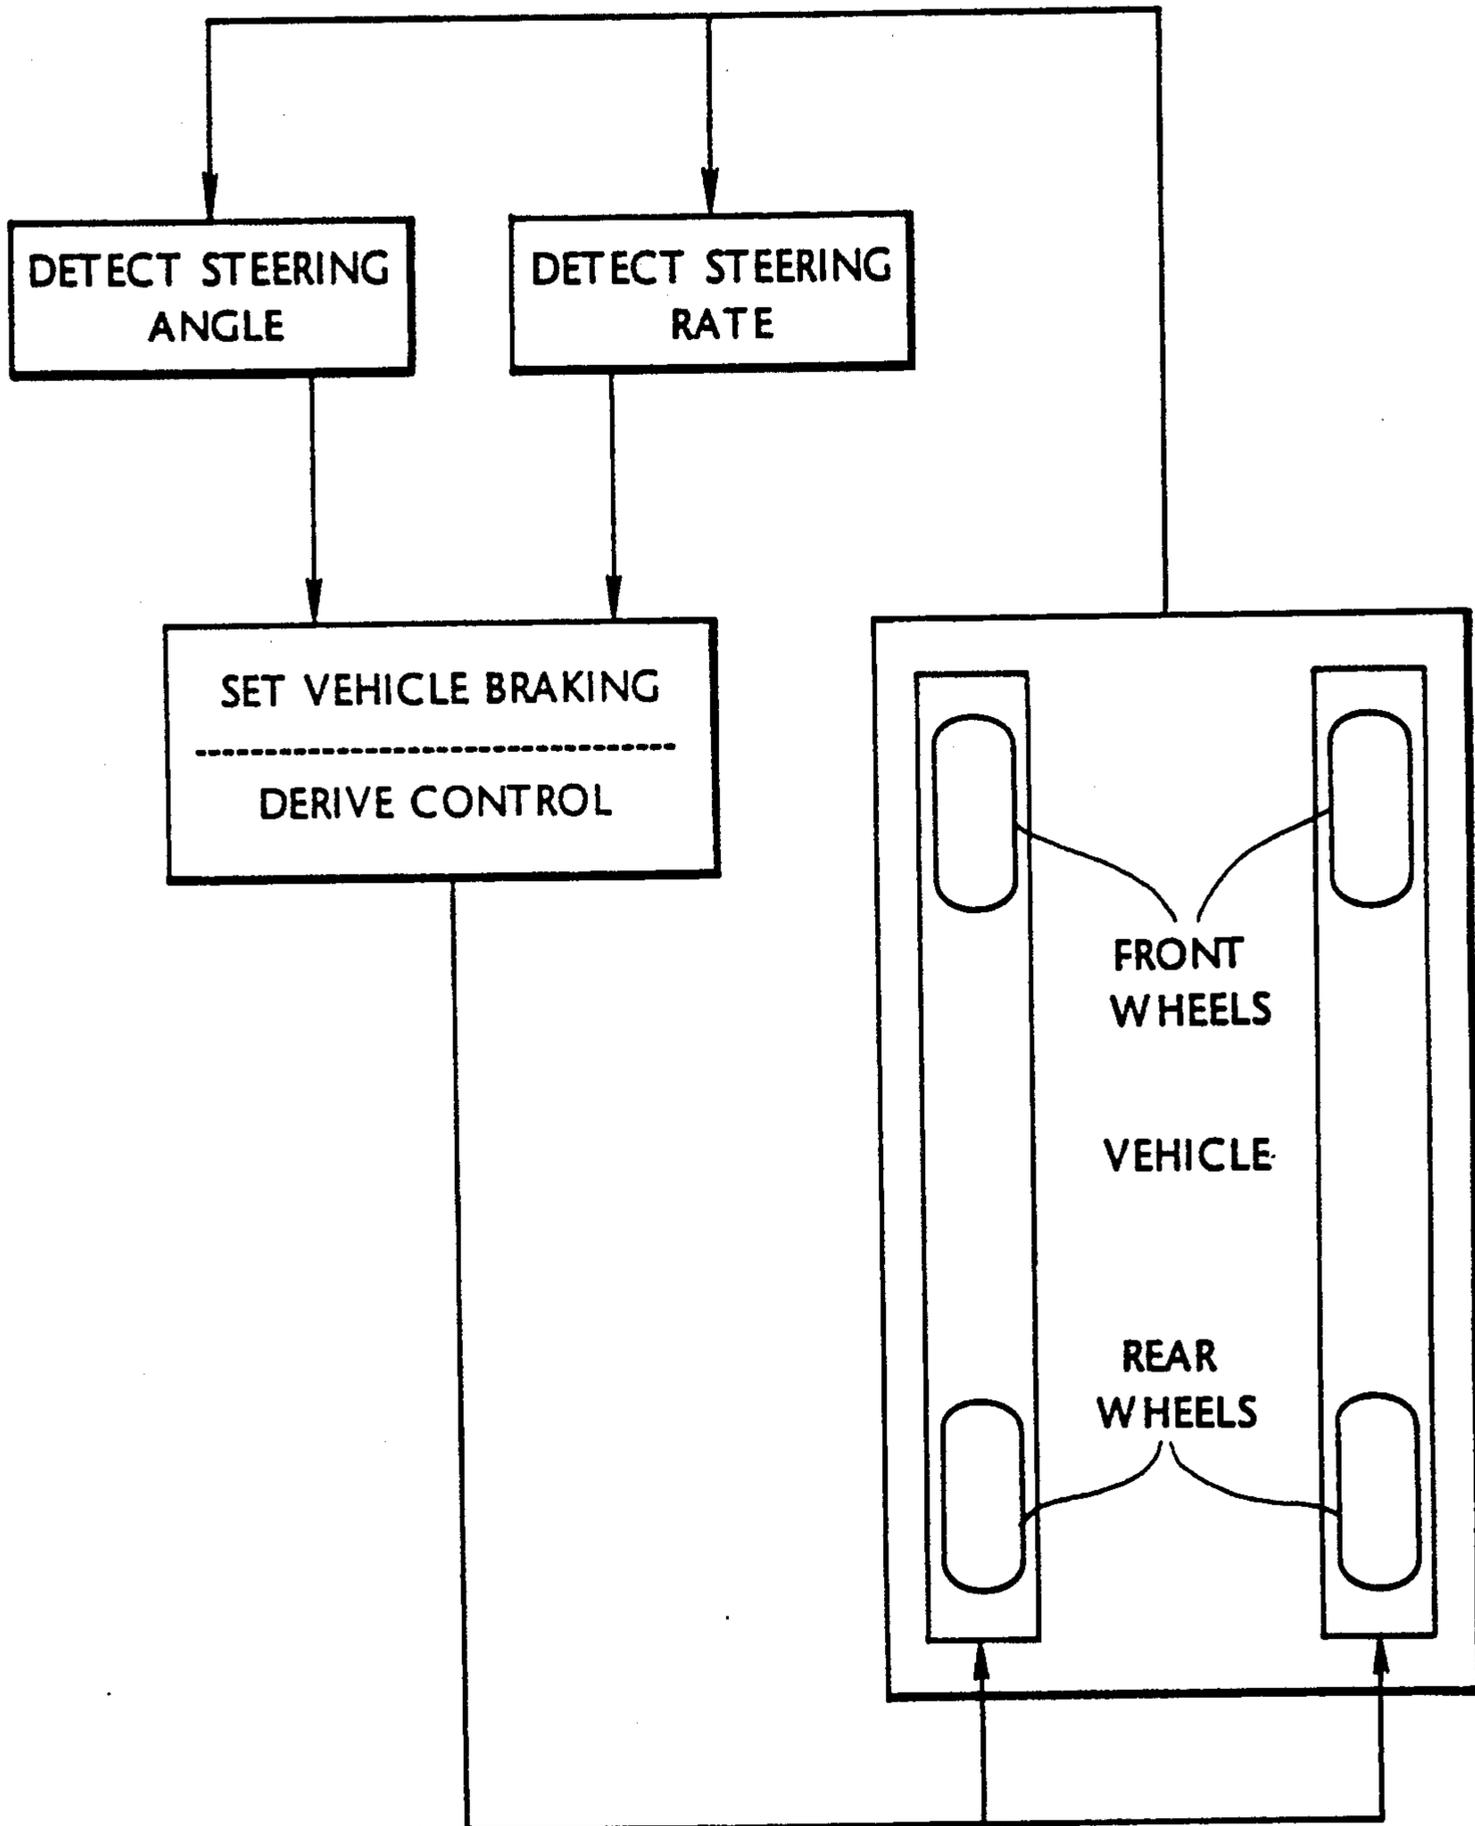 DETECT STEERING
ANGLE
DETECT STEERING
RATE
SET VEHICLE BRAKING
DERIVE CONTROL
FRONT
WHEELS
VEHICLE
REAR
WHEELS